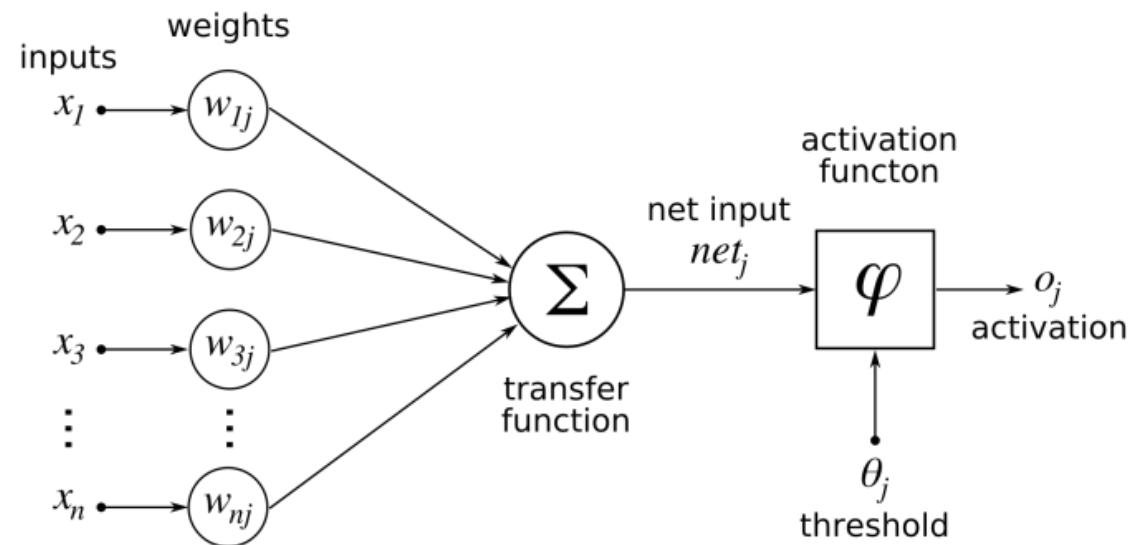 weights
inputs
x1
w1j
x2
w2j
x3
w3j
⋮ ⋮
xn
wnj
Σ
transfer
function
net input
netj
activation
functon
φ
oj
activation
θj
threshold